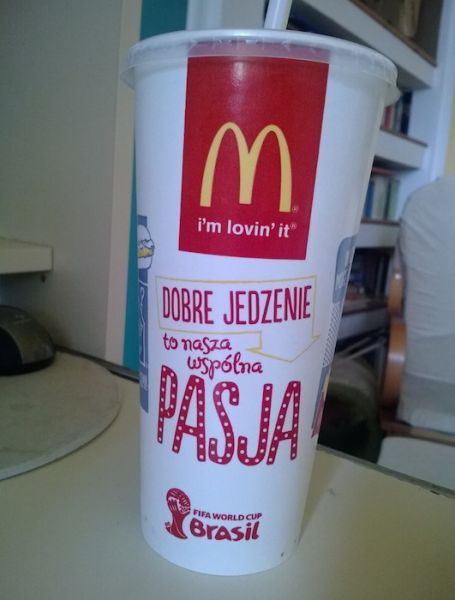 M
i'm lovin' it®
DOBRE JEDZENIE
to nasza
wspólna
PASJA
FIFA WORLD CUP
Brasil